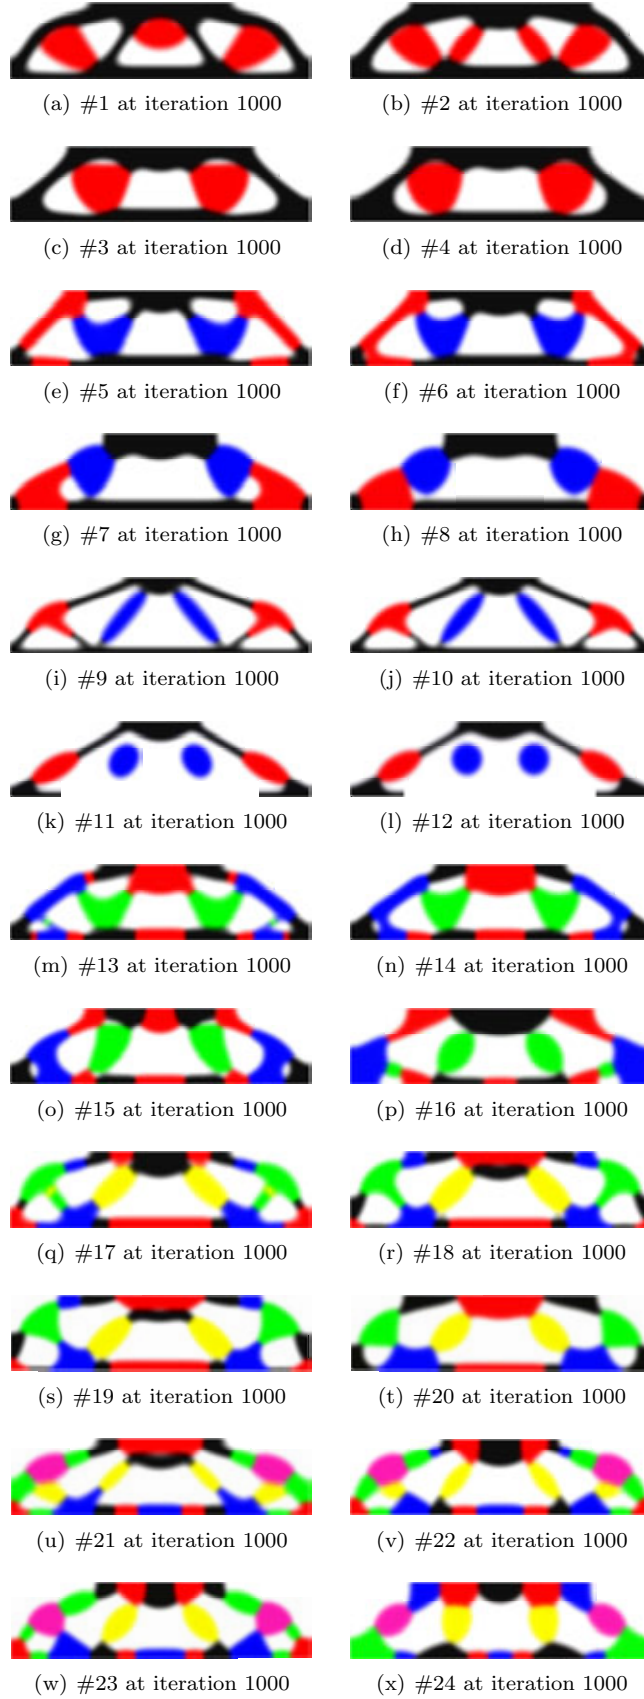 (a) #1 at iteration 1000
(b) #2 at iteration 1000
(c) #3 at iteration 1000
(d) #4 at iteration 1000
(e) #5 at iteration 1000
(f) #6 at iteration 1000
(g) #7 at iteration 1000
(h) #8 at iteration 1000
(i) #9 at iteration 1000
(j) #10 at iteration 1000
(k) #11 at iteration 1000
(l) #12 at iteration 1000
(m) #13 at iteration 1000
(n) #14 at iteration 1000
(o) #15 at iteration 1000
(p) #16 at iteration 1000
(q) #17 at iteration 1000
(r) #18 at iteration 1000
(s) #19 at iteration 1000
(t) #20 at iteration 1000
(u) #21 at iteration 1000
(v) #22 at iteration 1000
(w) #23 at iteration 1000
(x) #24 at iteration 1000